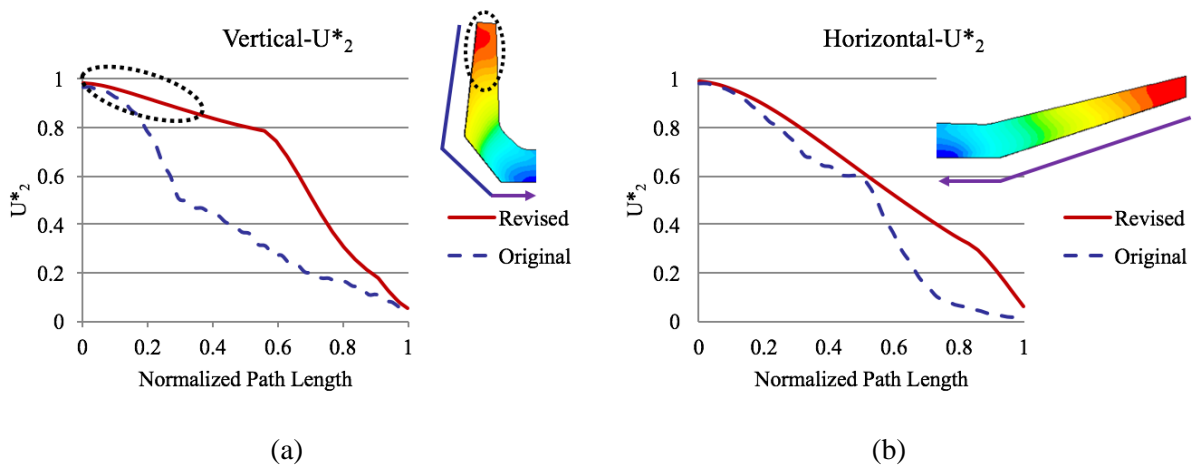 Vertical-U*2
1
0.8
0.6
0.4
0.2
0
U*2
0 0.2 0.4 0.6 0.8 1
Normalized Path Length
Revised
Original
(a)
Horizontal-U*2
1
0.8
0.6
0.4
0.2
0
U*2
0 0.2 0.4 0.6 0.8 1
Normalized Path Length
Revised
Original
(b)